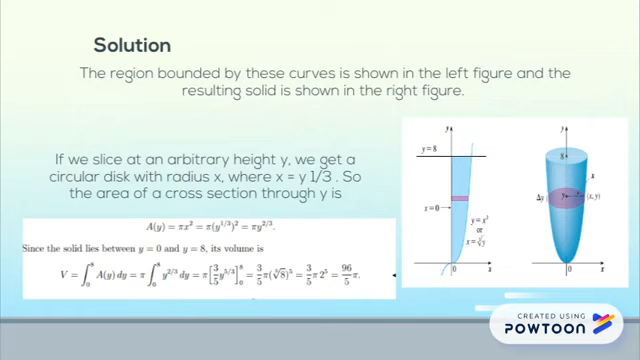 Solution
The region bounded by these curves is shown in the left figure and the
resulting solid is shown in the right figure.
If we slice at an arbitrary height y, we get a
circular disk with radius x, where x = y 1/3 . So
the area of a cross section through y is
A(y) = πx² = π(y^{1/3})² = πy^{2/3}.
Since the solid lies between y = 0 and y = 8, its volume is
V = ∫₀⁸ A(y) dy = π ∫₀⁸ y^{2/3} dy = π [3/5 y^{5/3}]₀⁸ = 3/5 π(∛8)⁵ = 3/5 π 2⁵ = 96/5 π.
y
y = 8
x = 0
y = x³
or
x = ∛y
0
x
y
8
x
Δy
y
(x, y)
0
x
CREATED USING
POWTOON